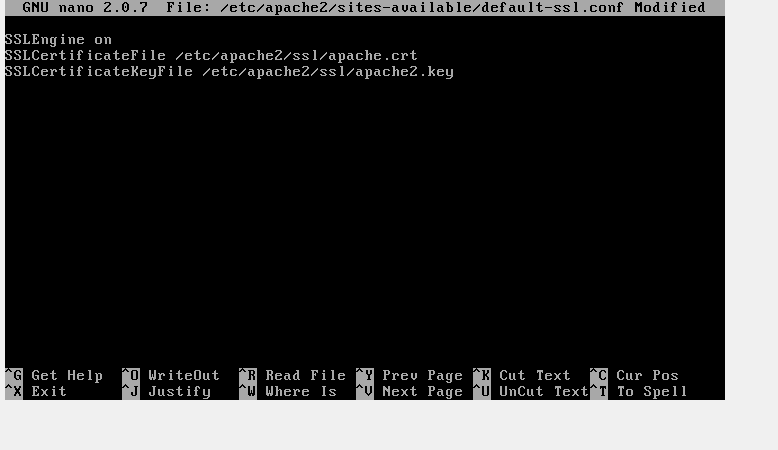 GNU nano 2.0.7 File: /etc/apache2/sites-available/default-ssl.conf Modified
SSLEngine on
SSLCertificateFile /etc/apache2/ssl/apache.crt
SSLCertificateKeyFile /etc/apache2/ssl/apache2.key
^G Get Help ^O WriteOut ^R Read File ^Y Prev Page ^K Cut Text ^C Cur Pos
^X Exit ^J Justify ^W Where Is ^V Next Page ^U UnCut Text ^T To Spell